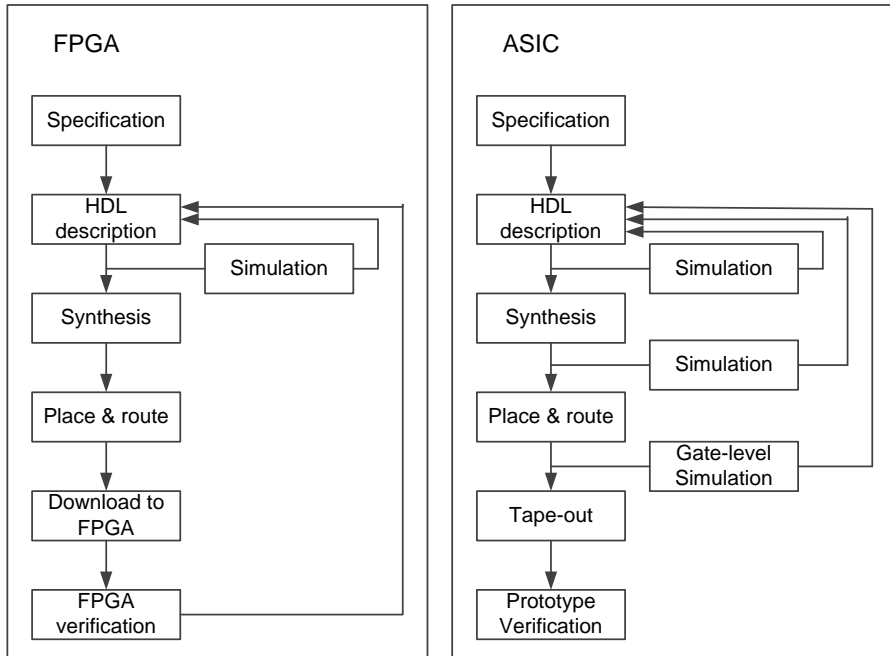 FPGA
Specification
HDL
description
Simulation
Synthesis
Place & route
Download to
FPGA
FPGA
verification
ASIC
Specification
HDL
description
Simulation
Synthesis
Simulation
Place & route
Gate-level
Simulation
Tape-out
Prototype
Verification